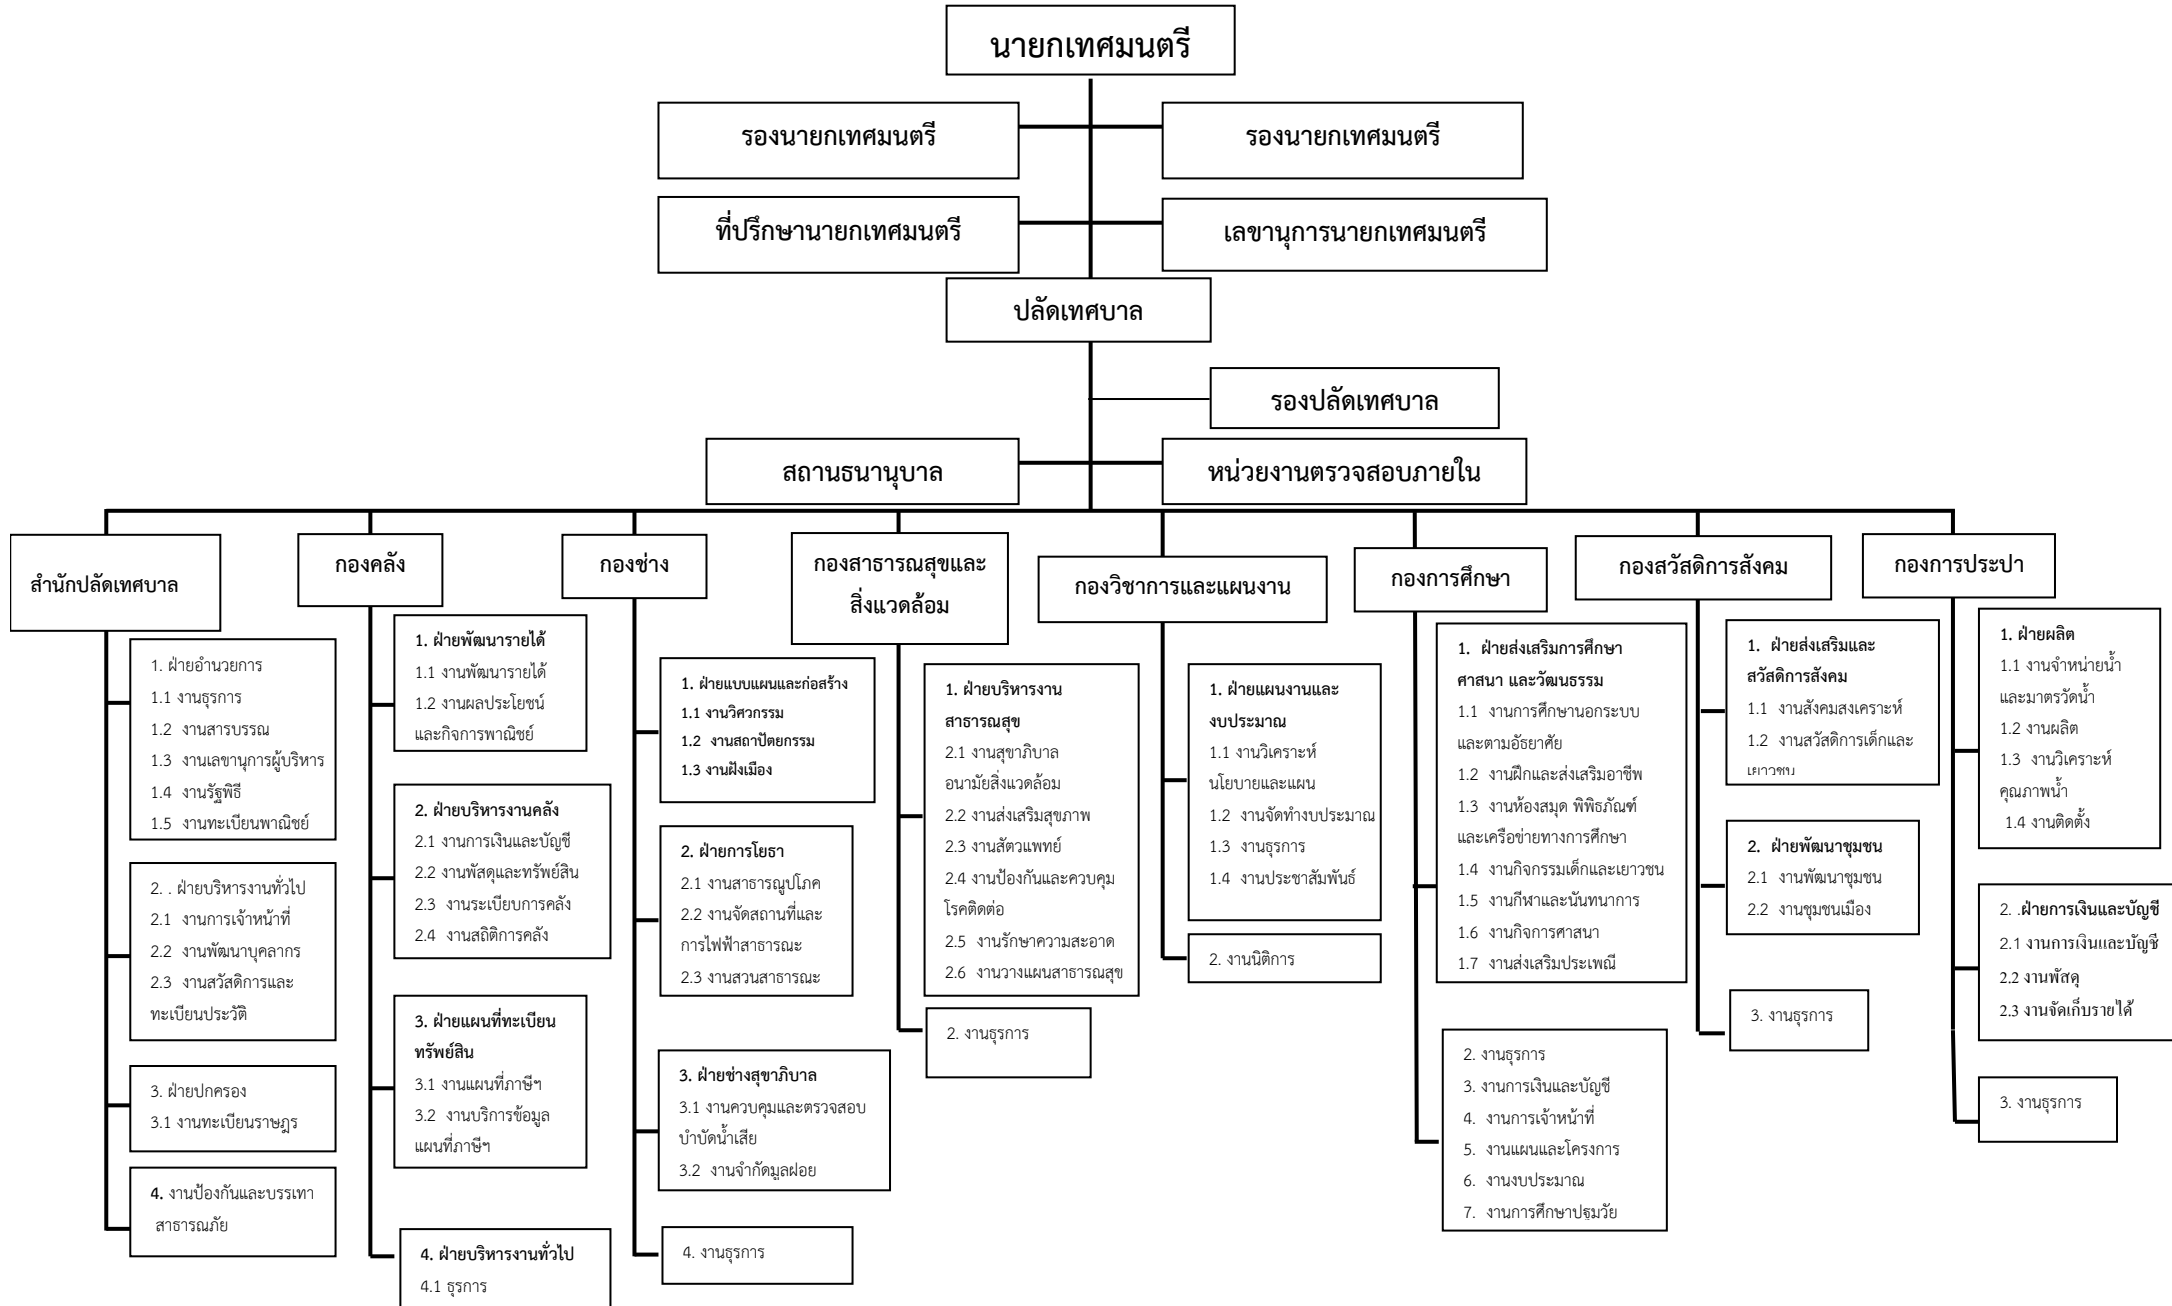 นายกเทศมนตรี
รองนายกเทศมนตรี
รองนายกเทศมนตรี
ที่ปรึกษานายกเทศมนตรี
เลขานุการนายกเทศมนตรี
ปลัดเทศบาล
รองปลัดเทศบาล
สถานธนานุบาล
หน่วยงานตรวจสอบภายใน
สำนักปลัดเทศบาล
1. ฝ่ายอำนวยการ
1.1 งานธุรการ
1.2 งานสารบรรณ
1.3 งานเลขานุการผู้บริหาร
1.4 งานรัฐพิธี
1.5 งานทะเบียนพาณิชย์
2. . ฝ่ายบริหารงานทั่วไป
2.1 งานการเจ้าหน้าที่
2.2 งานพัฒนาบุคลากร
2.3 งานสวัสดิการและ
ทะเบียนประวัติ
3. ฝ่ายปกครอง
3.1 งานทะเบียนราษฎร
4. งานป้องกันและบรรเทา
สาธารณภัย
กองคลัง
1. ฝ่ายพัฒนารายได้
1.1 งานพัฒนารายได้
1.2 งานผลประโยชน์
และกิจการพาณิชย์
2. ฝ่ายบริหารงานคลัง
2.1 งานการเงินและบัญชี
2.2 งานพัสดุและทรัพย์สิน
2.3 งานระเบียบการคลัง
2.4 งานสถิติการคลัง
3. ฝ่ายแผนที่ทะเบียน
ทรัพย์สิน
3.1 งานแผนที่ภาษีฯ
3.2 งานบริการข้อมูล
แผนที่ภาษีฯ
4. ฝ่ายบริหารงานทั่วไป
4.1 ธุรการ
กองช่าง
1. ฝ่ายแบบแผนและก่อสร้าง
1.1 งานวิศวกรรม
1.2 งานสถาปัตยกรรม
1.3 งานผังเมือง
2. ฝ่ายการโยธา
2.1 งานสาธารณูปโภค
2.2 งานจัดสถานที่และ
การไฟฟ้าสาธารณะ
2.3 งานสวนสาธารณะ
3. ฝ่ายช่างสุขาภิบาล
3.1 งานควบคุมและตรวจสอบ
บำบัดน้ำเสีย
3.2 งานจำกัดมูลฝอย
4. งานธุรการ
กองสาธารณสุขและ
สิ่งแวดล้อม
1. ฝ่ายบริหารงาน
สาธารณสุข
2.1 งานสุขาภิบาล
อนามัยสิ่งแวดล้อม
2.2 งานส่งเสริมสุขภาพ
2.3 งานสัตวแพทย์
2.4 งานป้องกันและควบคุม
โรคติดต่อ
2.5 งานรักษาความสะอาด
2.6 งานวางแผนสาธารณสุข
2. งานธุรการ
กองวิชาการและแผนงาน
1. ฝ่ายแผนงานและ
งบประมาณ
1.1 งานวิเคราะห์
นโยบายและแผน
1.2 งานจัดทำงบประมาณ
1.3 งานธุรการ
1.4 งานประชาสัมพันธ์
2. งานนิติการ
กองการศึกษา
1. ฝ่ายส่งเสริมการศึกษา
ศาสนา และวัฒนธรรม
1.1 งานการศึกษานอกระบบ
และตามอัธยาศัย
1.2 งานฝึกและส่งเสริมอาชีพ
1.3 งานห้องสมุด พิพิธภัณฑ์
และเครือข่ายทางการศึกษา
1.4 งานกิจกรรมเด็กและเยาวชน
1.5 งานกีฬาและนันทนาการ
1.6 งานกิจการศาสนา
1.7 งานส่งเสริมประเพณี
2. งานธุรการ
3. งานการเงินและบัญชี
4. งานการเจ้าหน้าที่
5. งานแผนและโครงการ
6. งานงบประมาณ
7. งานการศึกษาปฐมวัย
กองสวัสดิการสังคม
1. ฝ่ายส่งเสริมและ
สวัสดิการสังคม
1.1 งานสังคมสงเคราะห์
1.2 งานสวัสดิการเด็กและ
เยาวชน
2. ฝ่ายพัฒนาชุมชน
2.1 งานพัฒนาชุมชน
2.2 งานชุมชนเมือง
3. งานธุรการ
กองการประปา
1. ฝ่ายผลิต
1.1 งานจำหน่ายน้ำ
และมาตรวัดน้ำ
1.2 งานผลิต
1.3 งานวิเคราะห์
คุณภาพน้ำ
1.4 งานติดตั้ง
2. .ฝ่ายการเงินและบัญชี
2.1 งานการเงินและบัญชี
2.2 งานพัสดุ
2.3 งานจัดเก็บรายได้
3. งานธุรการ